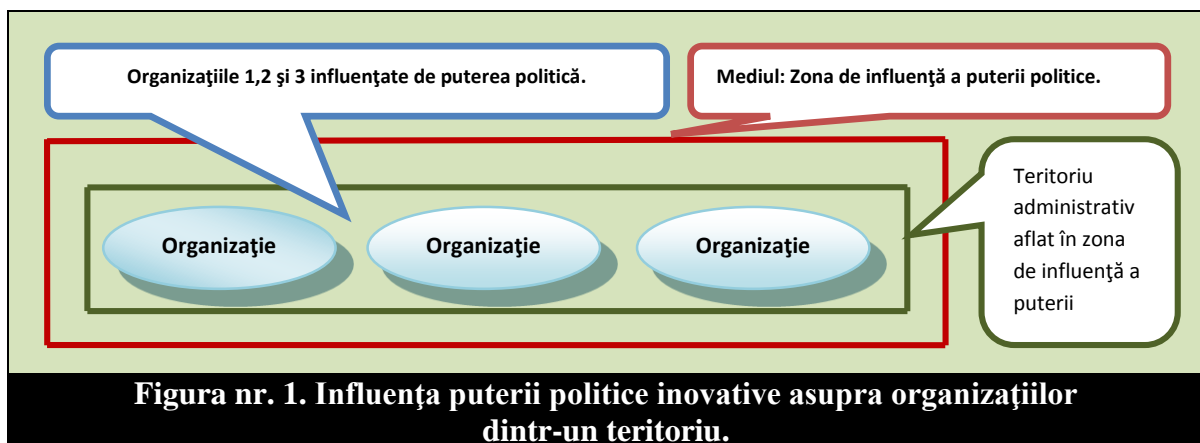 Organizaţiile 1,2 şi 3 influenţate de puterea politică.
Mediul: Zona de influenţă a puterii politice.
Teritoriu
administrativ
aflat în zona
de influenţă a
puterii
Organizaţie
Organizaţie
Organizaţie
Figura nr. 1. Influenţa puterii politice inovative asupra organizaţiilor
dintr-un teritoriu.